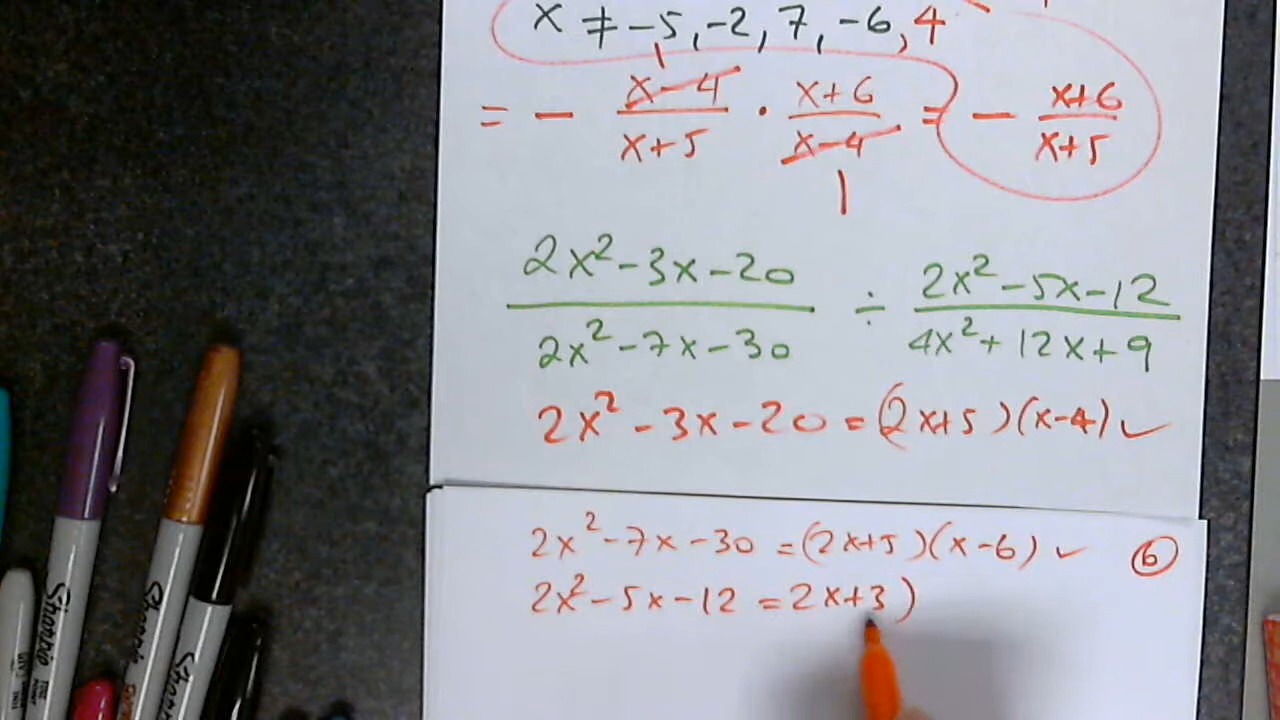 x ≠ -5, -2, 7, -6, 4
1
= - x-4/x+5 · x+6/x-4 = - x+6/x+5
1
2x²-3x-20/2x²-7x-30 ÷ 2x²-5x-12/4x²+12x+9
2x² - 3x - 20 = (2x+5)(x-4) ✓
2x² - 7x - 30 = (2x+5)(x-6) ✓ 6
2x² - 5x - 12 = 2x+3)
Sharpie
Sharpie
Sharpie